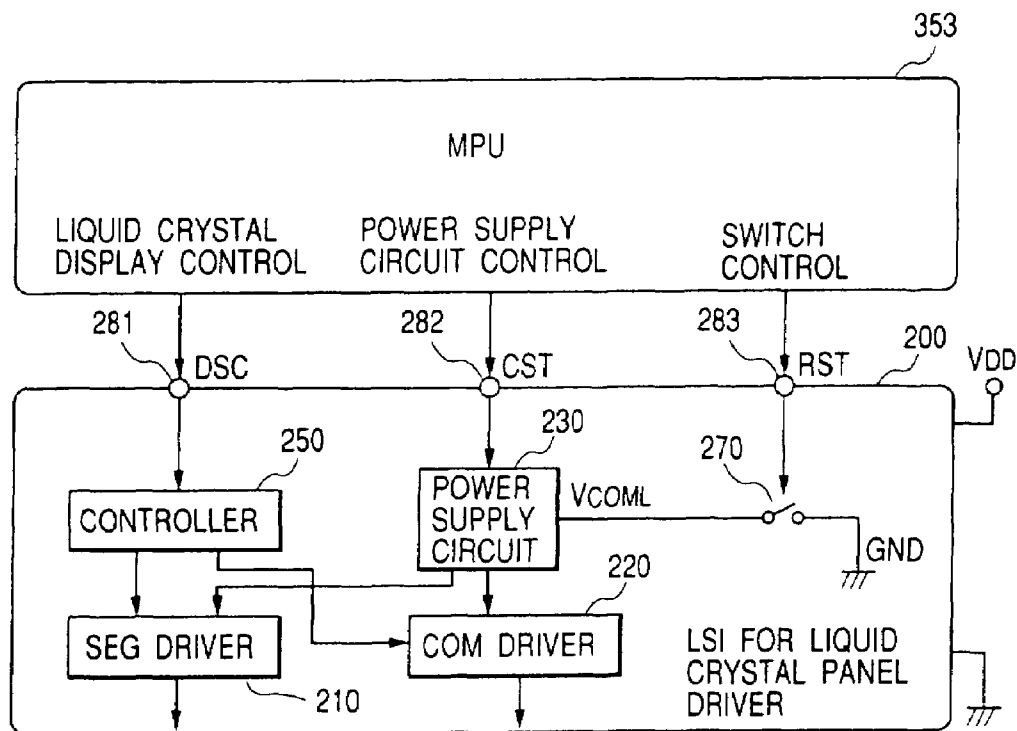 353
MPU
LIQUID CRYSTAL
DISPLAY CONTROL
POWER SUPPLY
CIRCUIT CONTROL
SWITCH
CONTROL
281
DSC
282
CST
283
RST
200
VDD
250
CONTROLLER
230
POWER
SUPPLY
CIRCUIT
VCOML
270
GND
220
SEG DRIVER
COM DRIVER
210
LSI FOR LIQUID
CRYSTAL PANEL
DRIVER